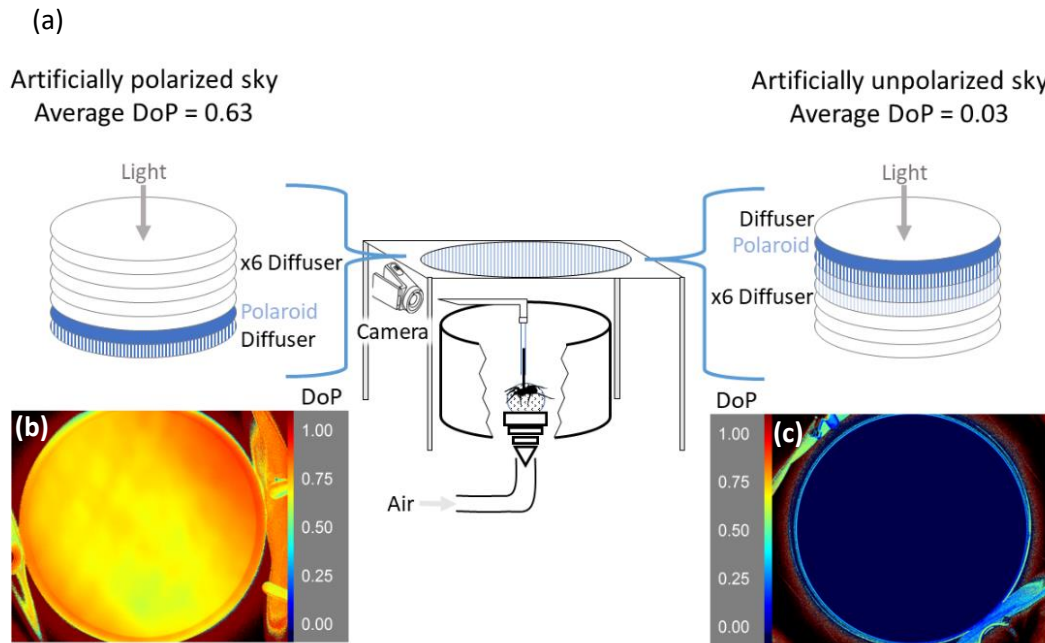 (a)
Artificially polarized sky
Average DoP = 0.63
Light
x6 Diffuser
Polaroid
Diffuser
Camera
Air
Artificially unpolarized sky
Average DoP = 0.03
Light
Diffuser
Polaroid
x6 Diffuser
(b)
DoP
1.00
0.75
0.50
0.25
0.00
DoP
1.00
0.75
0.50
0.25
0.00
(c)